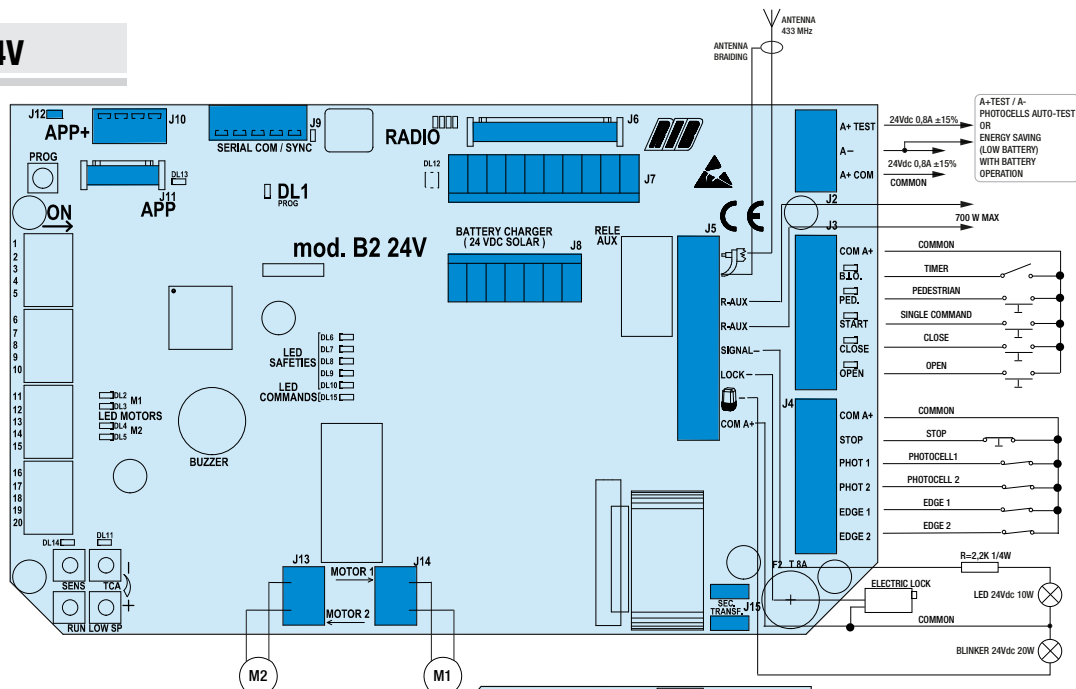 4V
ANTENNA
433 MHz
ANTENNA
BRAIDING
J12
APP+
J10
SERIAL COM / SYNC
J9
RADIO
J6
PROG
J11
DL13
APP
DL1
PROG
DL12
J7
ON
mod. B2 24V
BATTERY CHARGER
( 24 VDC SOLAR )
J8
RELE
AUX
CE
J5
R-AUX
R-AUX
SIGNAL
LOCK
COM A+
A+ TEST
A-
A+ COM
J2
24Vdc 0,8A ±15%
24Vdc 0,8A ±15%
COMMON
A+TEST / A-
PHOTOCELLS AUTO-TEST
OR
ENERGY SAVING
(LOW BATTERY)
WITH BATTERY
OPERATION
700 W MAX
J3
COM A+
COMMON
B.I.O.
TIMER
PED.
PEDESTRIAN
START
SINGLE COMMAND
CLOSE
CLOSE
OPEN
OPEN
J4
COM A+
COMMON
STOP
STOP
PHOT 1
PHOTOCELL1
PHOT 2
PHOTOCELL 2
EDGE 1
EDGE 1
EDGE 2
EDGE 2
1
2
3
4
5
6
7
8
9
10
11
12
13
14
15
16
17
18
19
20
LED
SAFETIES
DL6
DL7
DL8
DL9
LED
COMMANDS
DL10
DL15
DL2
M1
DL3
LED MOTORS
DL4
M2
DL5
BUZZER
DL14
DL11
SENS
TCA
-
+
RUN
LOW SP
J13
MOTOR 1
J14
MOTOR 2
M2
M1
SEC.
TRANSF.
J15
F2 T 8A
R=2,2K 1/4W
ELECTRIC LOCK
LED 24Vdc 10W
COMMON
BLINKER 24Vdc 20W